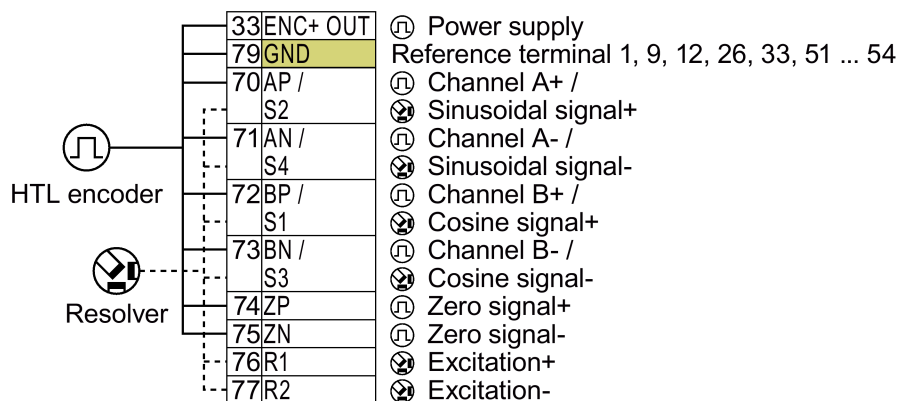 33 ENC+ OUT Power supply
79 GND Reference terminal 1, 9, 12, 26, 33, 51 ... 54
70 AP / Channel A+ /
S2 Sinusoidal signal+
71 AN / Channel A- /
S4 Sinusoidal signal-
HTL encoder
72 BP / Channel B+ /
S1 Cosine signal+
73 BN / Channel B- /
S3 Cosine signal-
Resolver
74 ZP Zero signal+
75 ZN Zero signal-
76 R1 Excitation+
77 R2 Excitation-